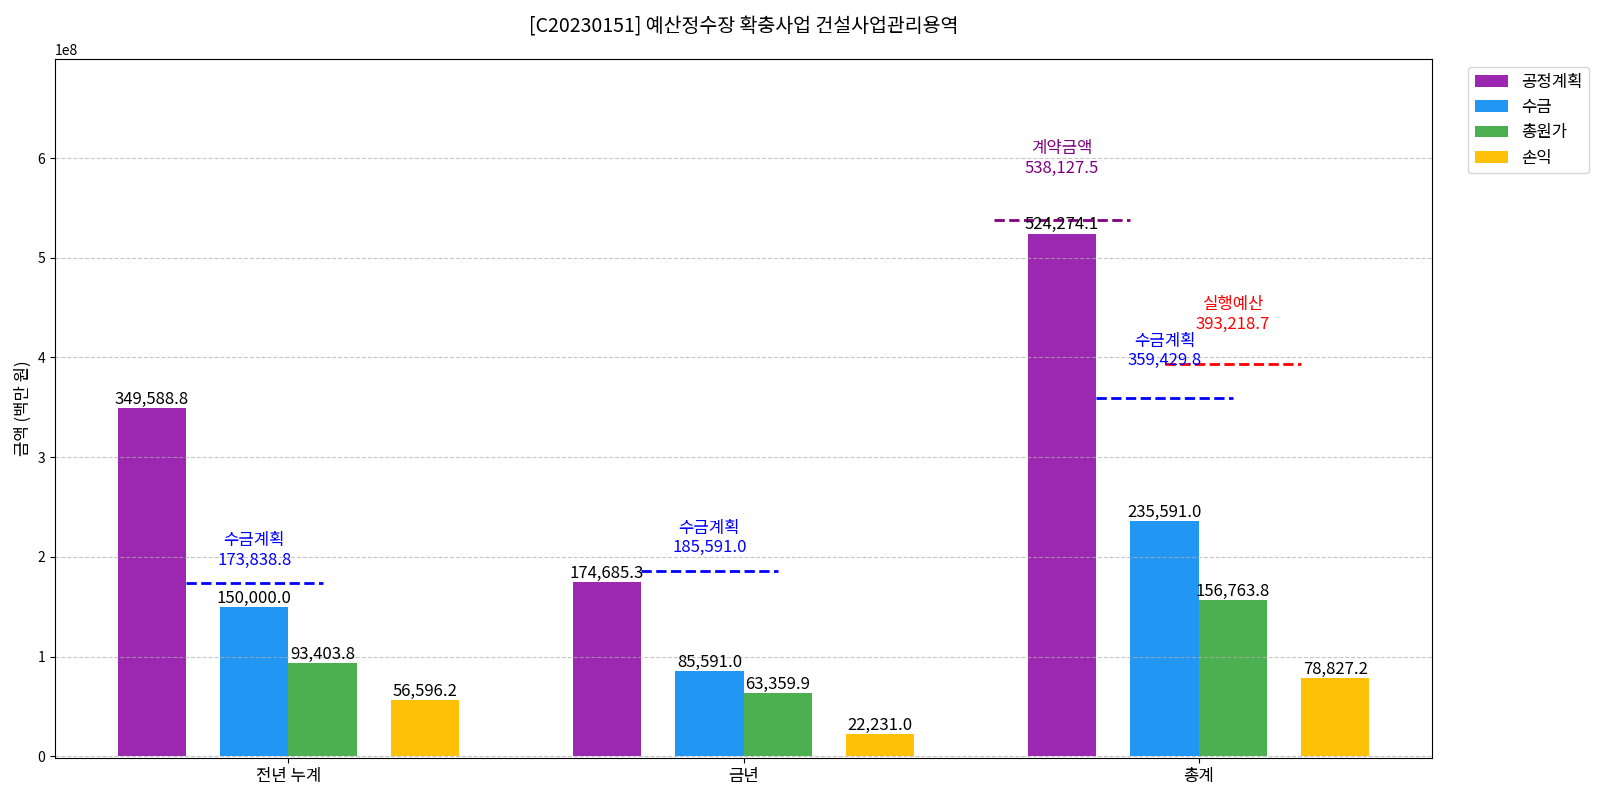 [C20230151] 예산정수장 확충사업 건설사업관리용역
1e8
공정계획
수금
총원가
손익
금액 (백만 원)
6
5
4
3
2
1
0
계약금액
538,127.5
524,274.1
실행예산
393,218.7
수금계획
359,429.8
349,588.8
수금계획
173,838.8
150,000.0
93,403.8
56,596.2
수금계획
185,591.0
174,685.3
85,591.0
63,359.9
22,231.0
235,591.0
156,763.8
78,827.2
전년 누계
금년
총계